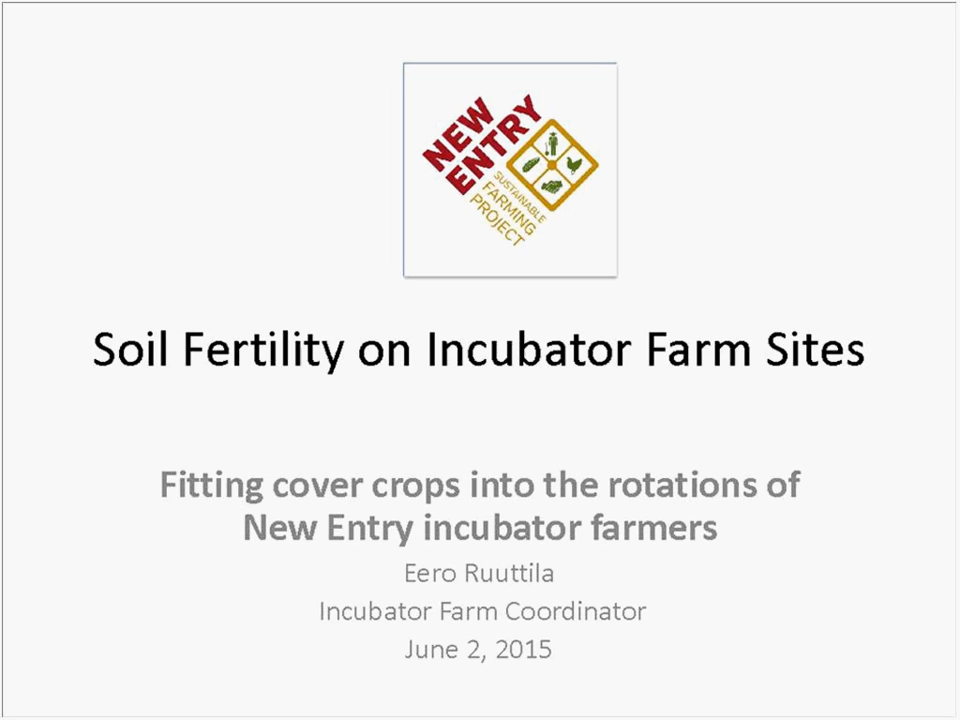 NEW
ENTRY
SUSTAINABLE
FARMING
PROJECT
Soil Fertility on Incubator Farm Sites
Fitting cover crops into the rotations of
New Entry incubator farmers
Eero Ruuttila
Incubator Farm Coordinator
June 2, 2015